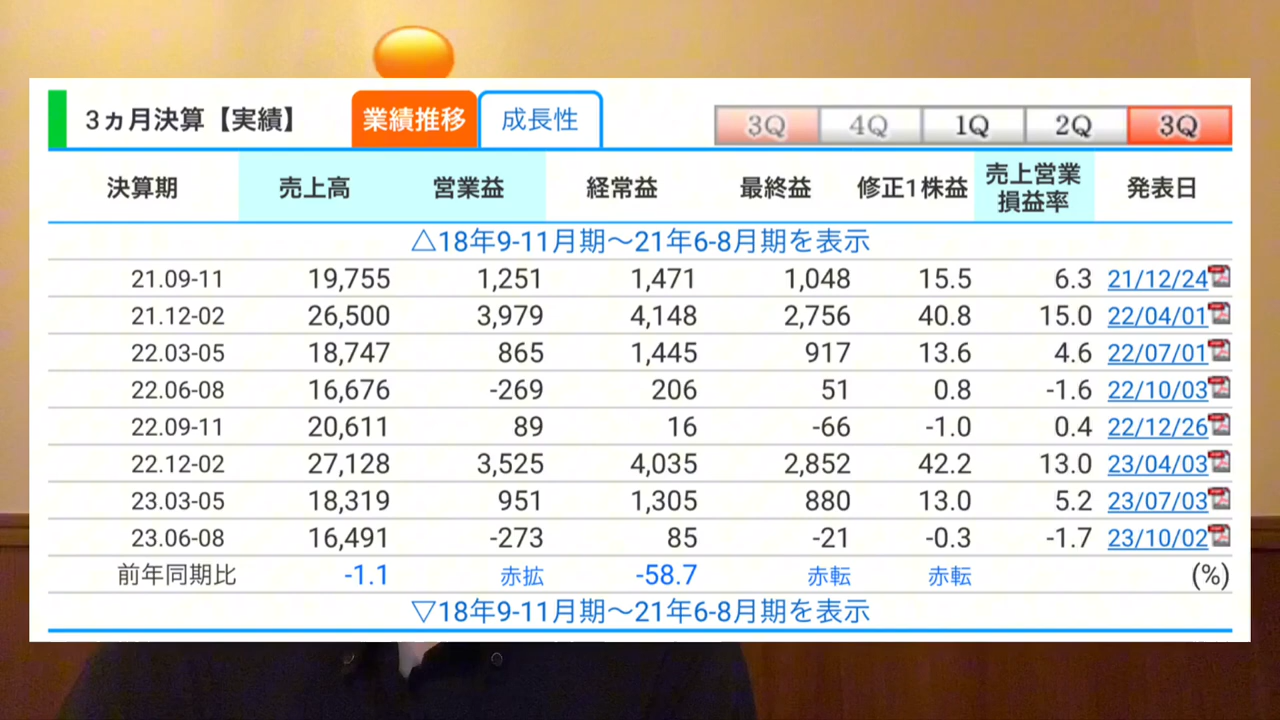 3ヵ月決算【実績】 業績推移 成長性 3Q 4Q 1Q 2Q 3Q
決算期 売上高 営業益 経常益 最終益 修正1株益 売上営業損益率 発表日
△18年9-11月期～21年6-8月期を表示
21.09-11 19,755 1,251 1,471 1,048 15.5 6.3 21/12/24
21.12-02 26,500 3,979 4,148 2,756 40.8 15.0 22/04/01
22.03-05 18,747 865 1,445 917 13.6 4.6 22/07/01
22.06-08 16,676 -269 206 51 0.8 -1.6 22/10/03
22.09-11 20,611 89 16 -66 -1.0 0.4 22/12/26
22.12-02 27,128 3,525 4,035 2,852 42.2 13.0 23/04/03
23.03-05 18,319 951 1,305 880 13.0 5.2 23/07/03
23.06-08 16,491 -273 85 -21 -0.3 -1.7 23/10/02
前年同期比 -1.1 赤拡 -58.7 赤転 赤転 (%)
▽18年9-11月期～21年6-8月期を表示